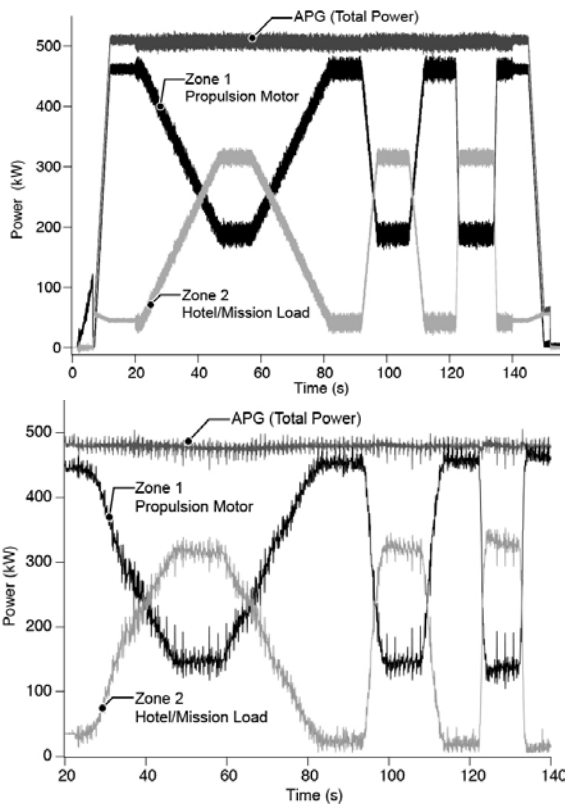 APG (Total Power)
500
Zone 1
Propulsion Motor
400
Power (kW)
300
200
100
Zone 2
Hotel/Mission Load
0
0 20 40 60 80 100 120 140
Time (s)
APG (Total Power)
500
Zone 1
Propulsion Motor
400
Power (kW)
300
200
100
Zone 2
Hotel/Mission Load
0
20 40 60 80 100 120 140
Time (s)